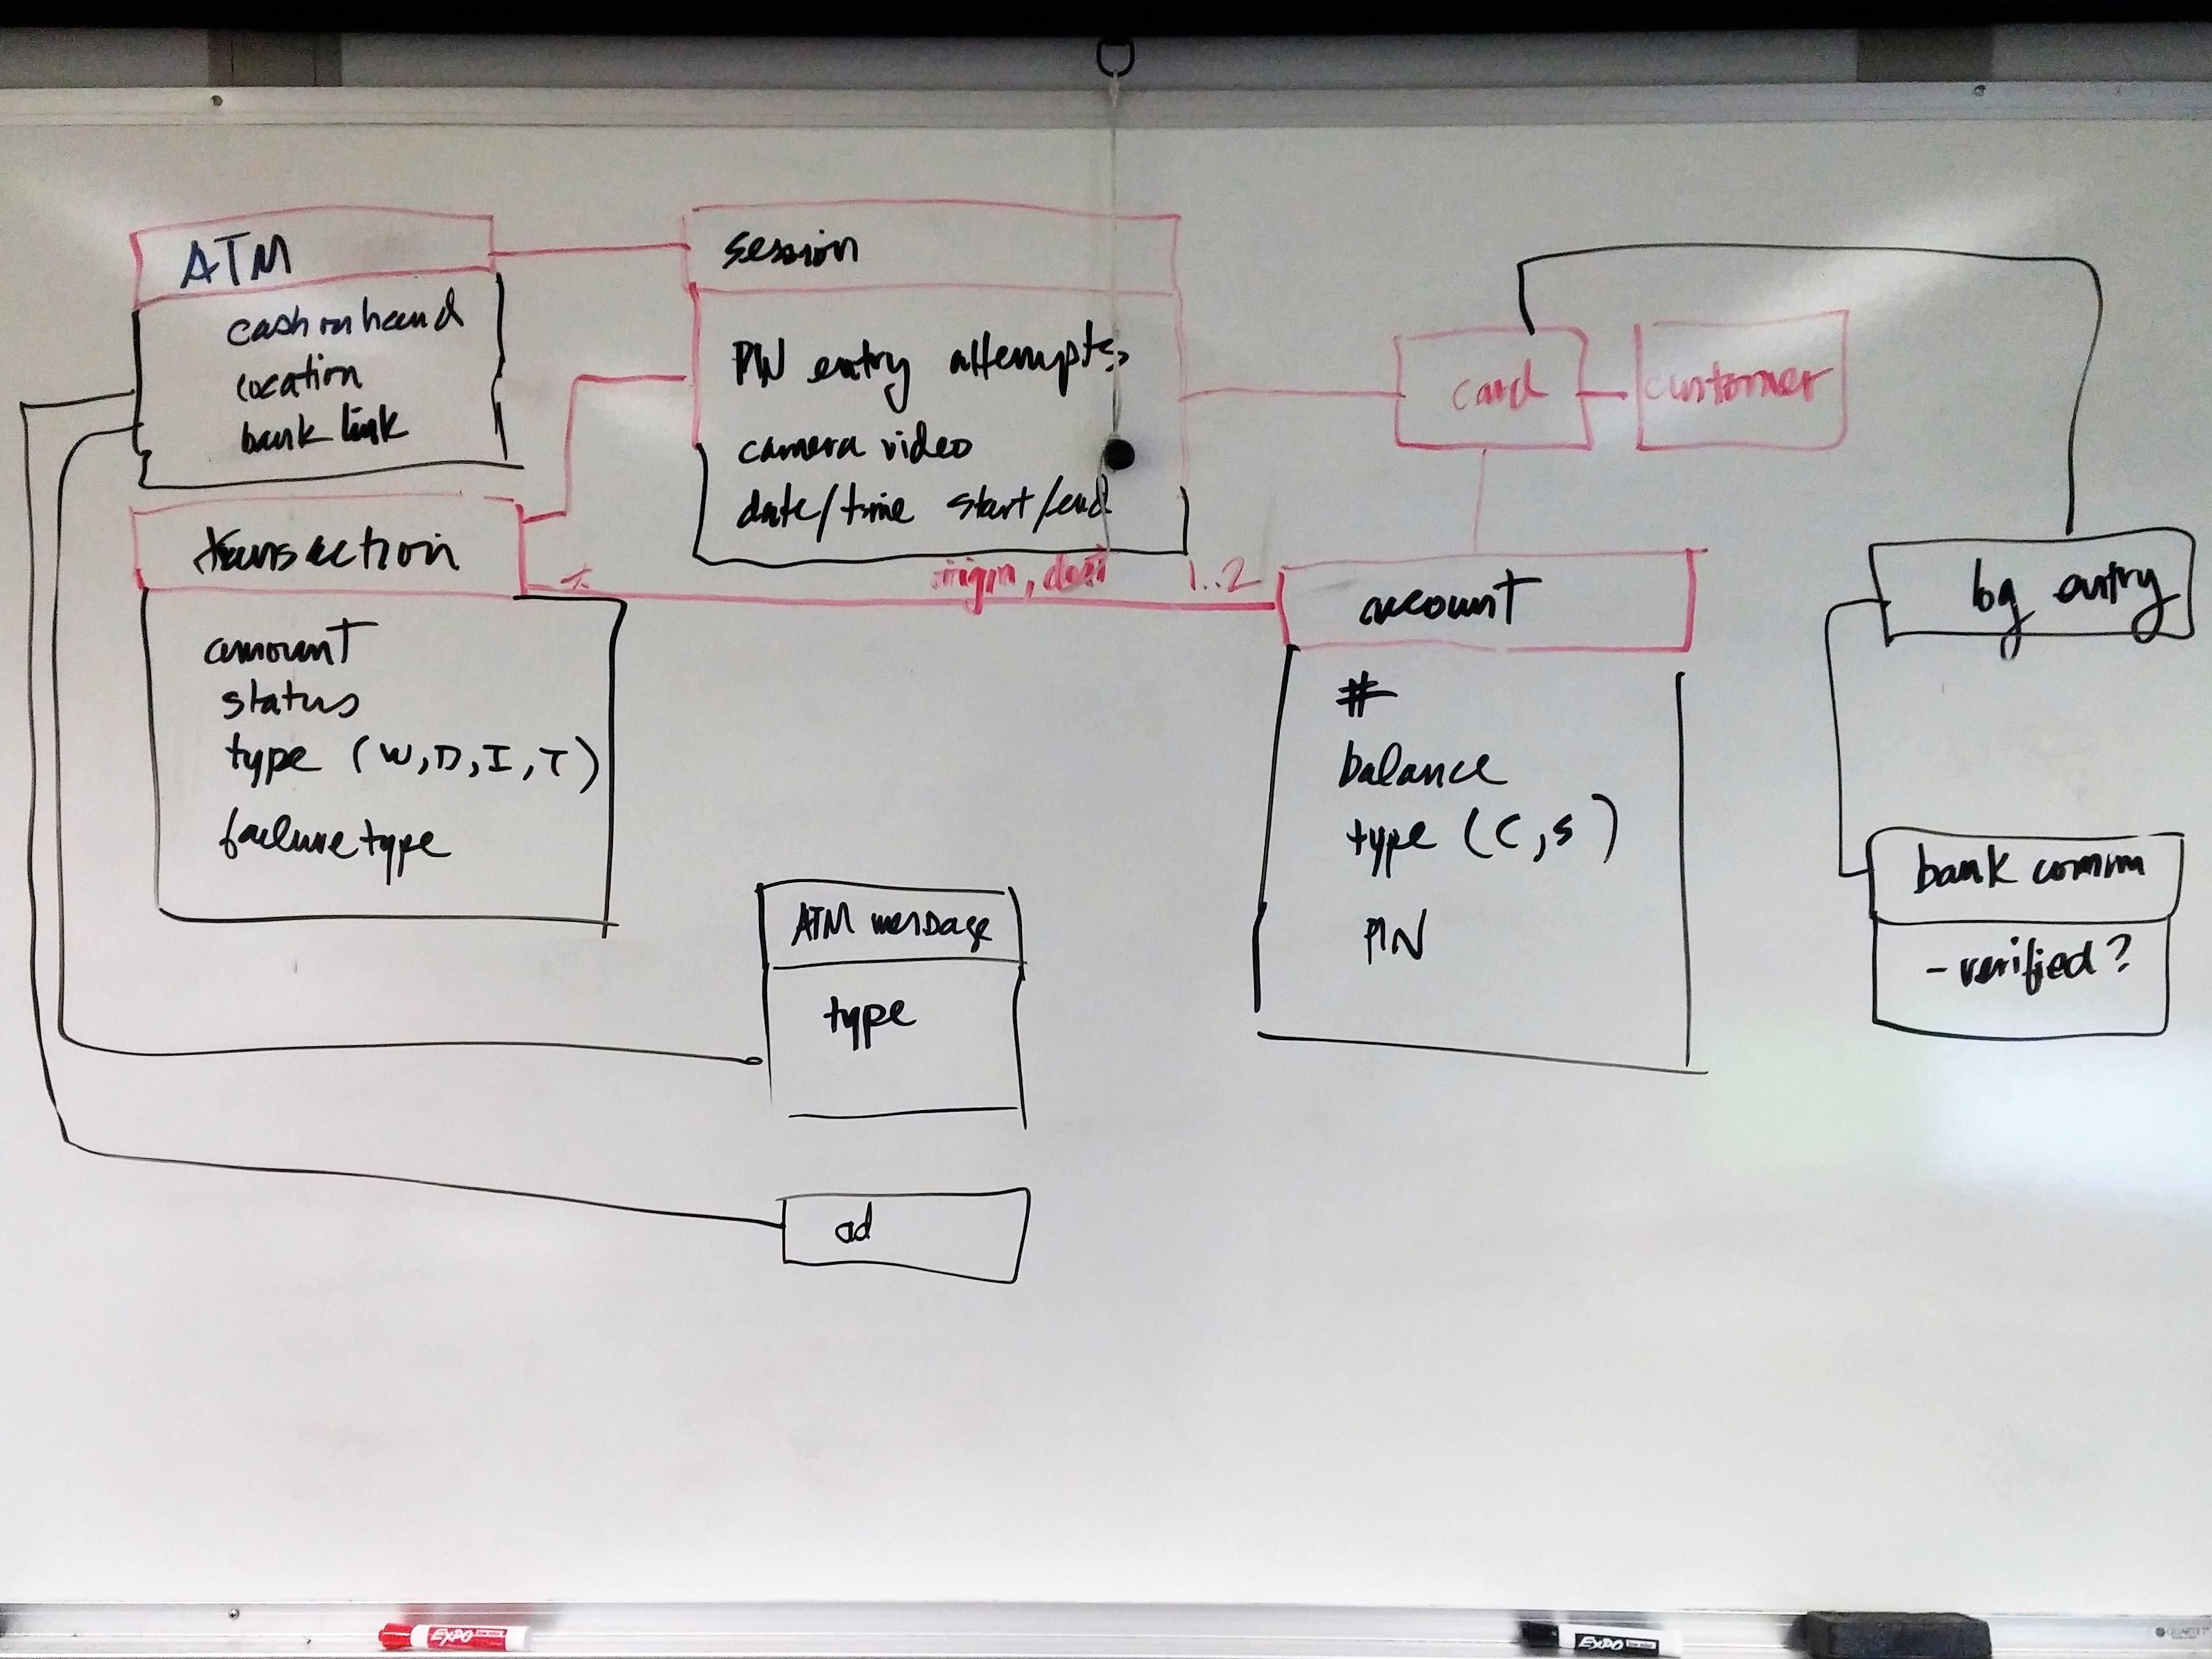 ATM
cash on hand
location
bank link
session
PIN entry attempts
camera video
date/time start/end
card
customer
transaction
*
origin, dest
1..2
amount
status
type (W, D, I, T)
failure type
account
#
balance
type (C, S)
PIN
log entry
bank comm
- verified?
ATM message
type
ad
EXPO
EXPO
QUARTET